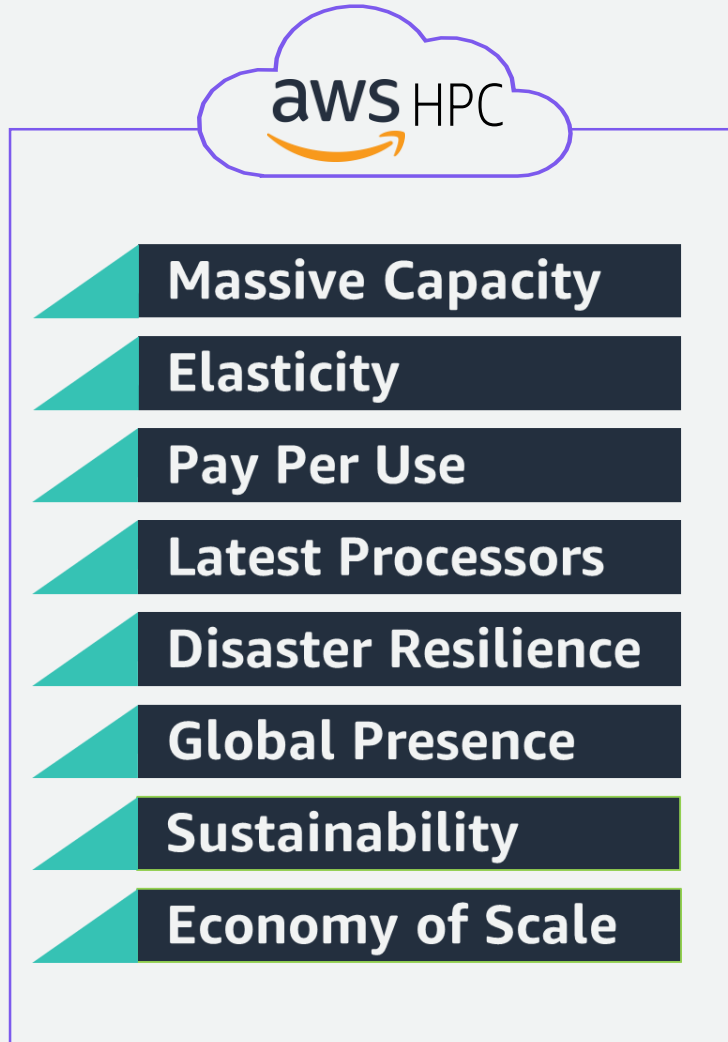 aws HPC
Massive Capacity
Elasticity
Pay Per Use
Latest Processors
Disaster Resilience
Global Presence
Sustainability
Economy of Scale